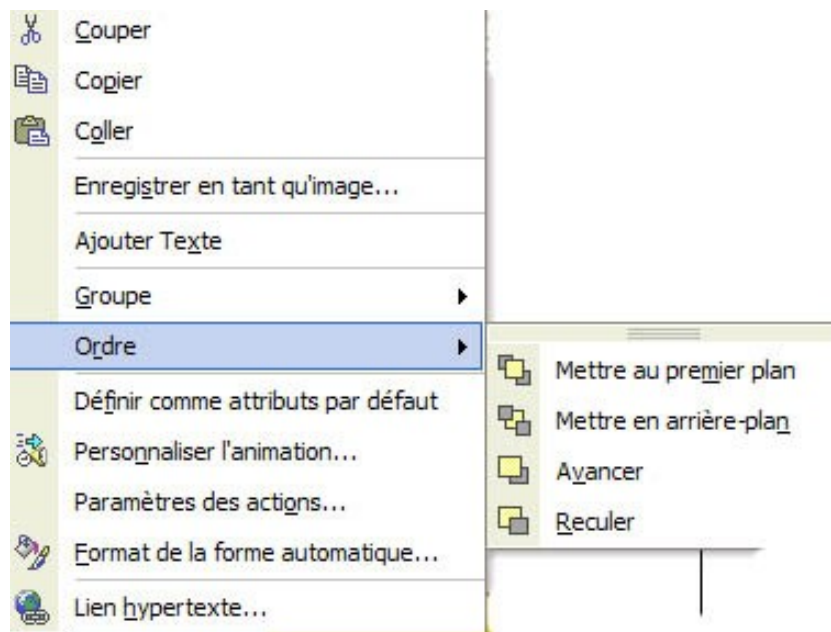 Couper
Copier
Coller
Enregistrer en tant qu'image...
Ajouter Texte
Groupe
Ordre
Définir comme attributs par défaut
Personnaliser l'animation...
Paramètres des actions...
Format de la forme automatique...
Lien hypertexte...
Mettre au premier plan
Mettre en arrière-plan
Avancer
Reculer